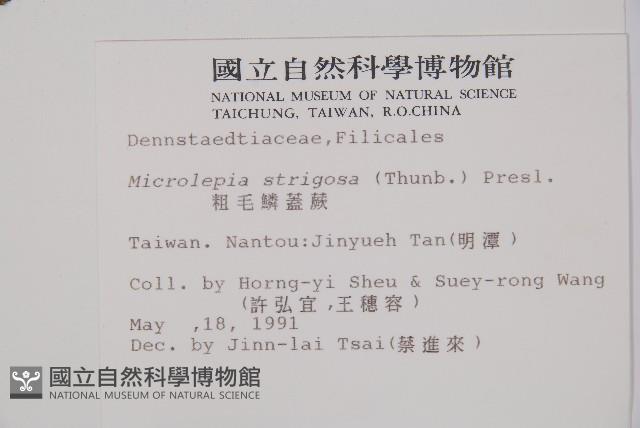 國立自然科學博物館
NATIONAL MUSEUM OF NATURAL SCIENCE
TAICHUNG, TAIWAN, R.O.CHINA
Dennstaedtiaceae,Filicales
Microlepia strigosa (Thunb.) Presl.
粗毛鱗蓋蕨
Taiwan. Nantou:Jinyueh Tan(明潭)
Coll. by Horng-yi Sheu & Suey-rong Wang
(許弘宜,王穗容)
May ,18, 1991
Dec. by Jinn-lai Tsai(蔡進來)
國立自然科學博物館
NATIONAL MUSEUM OF NATURAL SCIENCE